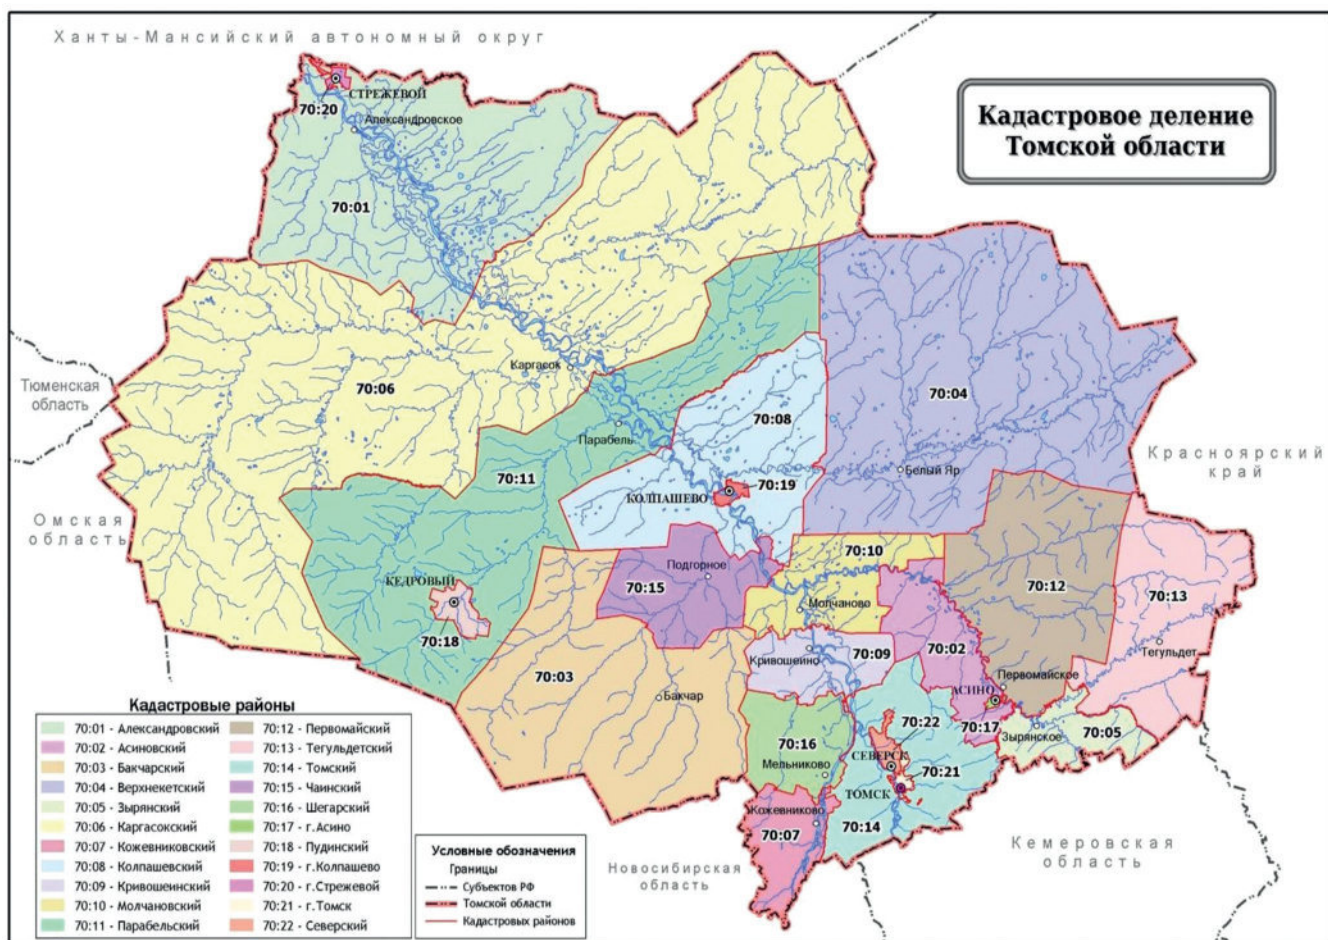 Ханты-Мансийский автономный округ
Кадастровое деление
Томской области
СТРЕЖЕВОЙ
70:20
Александровское
70:01
Каргасок
70:06
Тюменская
область
70:04
70:08
Парабель
Белый Яр
Красноярский
край
70:11
70:19
КОЛПАШЕВО
Омская
область
70:10
Подгорное
70:15
КЕДРОВЫЙ
70:12
70:13
Молчаново
70:18
70:02
Кривошеино
70:09
Тегульдет
70:03
Первомайское
АСИНО
Бакчар
70:22
70:17
Зырянское
70:05
70:16
СЕВЕРСК
Мельниково
70:21
ТОМСК
Кожевниково
70:07
70:14
Кемеровская
область
Новосибирская
область
Кадастровые районы
70:01 - Александровский
70:02 - Асиновский
70:03 - Бакчарский
70:04 - Верхнекетский
70:05 - Зырянский
70:06 - Каргасокский
70:07 - Кожевниковский
70:08 - Колпашевский
70:09 - Кривошеинский
70:10 - Молчановский
70:11 - Парабельский
70:12 - Первомайский
70:13 - Тегульдетский
70:14 - Томский
70:15 - Чаинский
70:16 - Шегарский
70:17 - г.Асино
70:18 - Пудинский
70:19 - г.Колпашево
70:20 - г.Стрежевой
70:21 - г.Томск
70:22 - Северский
Условные обозначения
Границы
Субъектов РФ
Томской области
Кадастровых районов